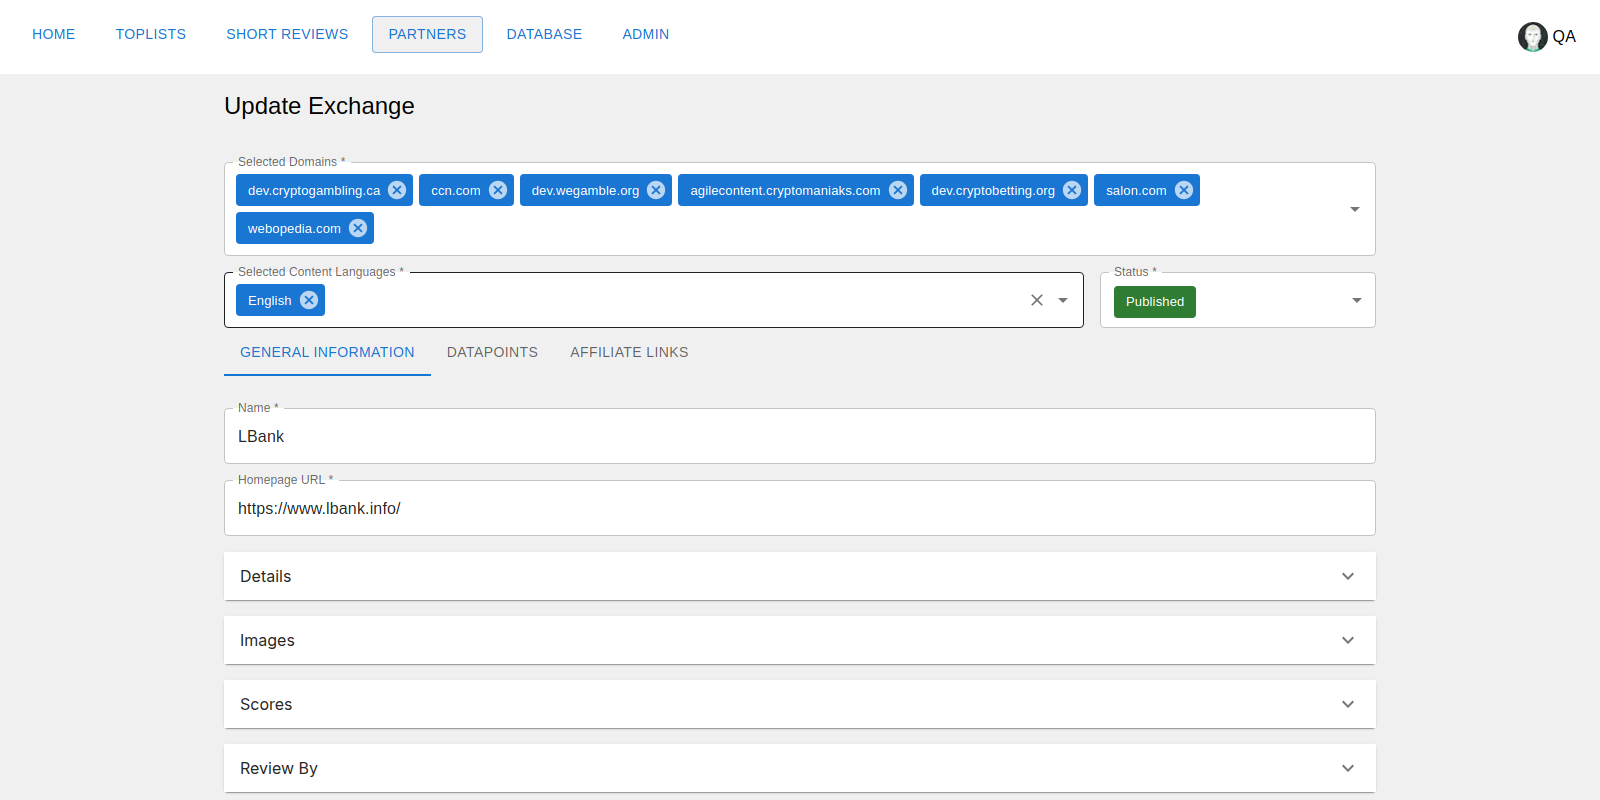 HOME TOPLISTS SHORT REVIEWS PARTNERS DATABASE ADMIN QA
Update Exchange
Selected Domains *
dev.cryptogambling.ca ccn.com dev.wegamble.org agilecontent.cryptomaniaks.com dev.cryptobetting.org salon.com
webopedia.com
Selected Content Languages * Status *
English Published
GENERAL INFORMATION DATAPOINTS AFFILIATE LINKS
Name *
LBank
Homepage URL *
https://www.lbank.info/
Details
Images
Scores
Review By